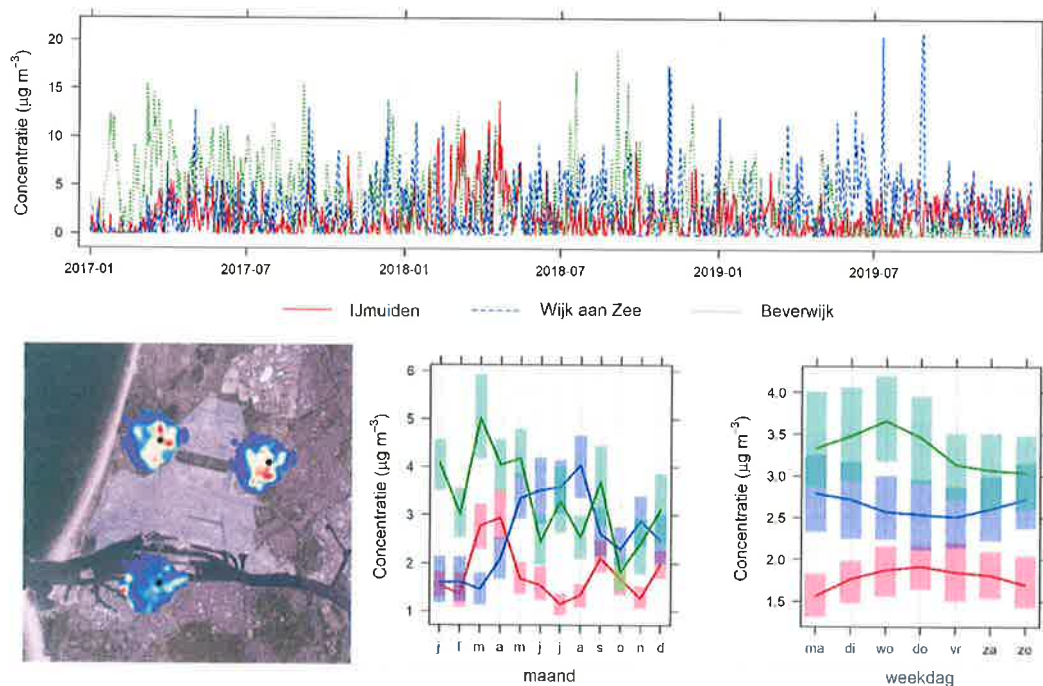 Concentratie (µg m⁻³)
20
15
10
5
0
2017-01 2017-07 2018-01 2018-07 2019-01 2019-07
IJmuiden Wijk aan Zee Beverwijk
Concentratie (µg m⁻³)
6
5
4
3
2
1
j f m a m j j a s o n d
maand
Concentratie (µg m⁻³)
4.0
3.5
3.0
2.5
2.0
1.5
ma di wo do vr za zo
weekdag